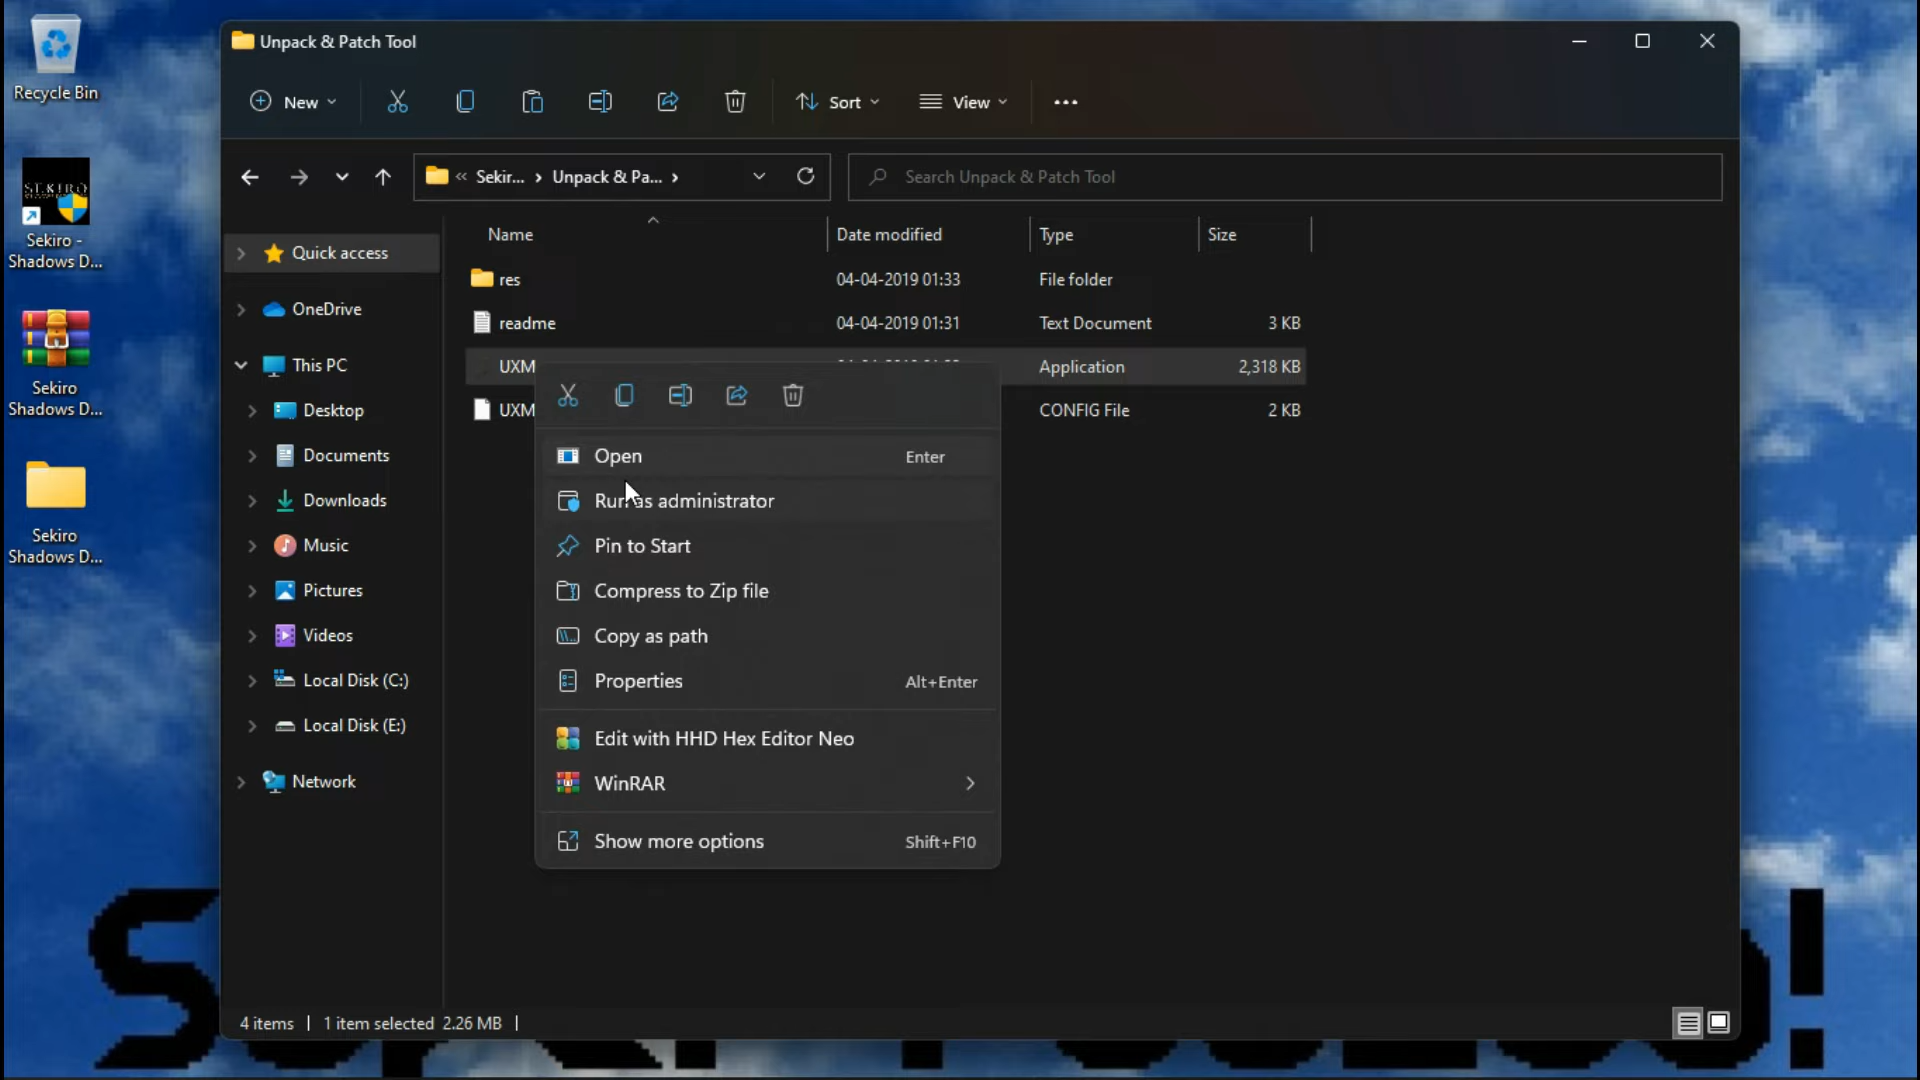 Recycle Bin
SEKIRO
Sekiro -
Shadows D...
Sekiro
Shadows D...
Sekiro
Shadows D...
Unpack & Patch Tool
New
Sort
View
Sekir... › Unpack & Pa... ›
Search Unpack & Patch Tool
Quick access
OneDrive
This PC
Desktop
Documents
Downloads
Music
Pictures
Videos
Local Disk (C:)
Local Disk (E:)
Network
Name Date modified Type Size
res 04-04-2019 01:33 File folder
readme 04-04-2019 01:31 Text Document 3 KB
UXM Application 2,318 KB
UXM CONFIG File 2 KB
Open Enter
Run as administrator
Pin to Start
Compress to Zip file
Copy as path
Properties Alt+Enter
Edit with HHD Hex Editor Neo
WinRAR
Show more options Shift+F10
4 items | 1 item selected 2.26 MB |